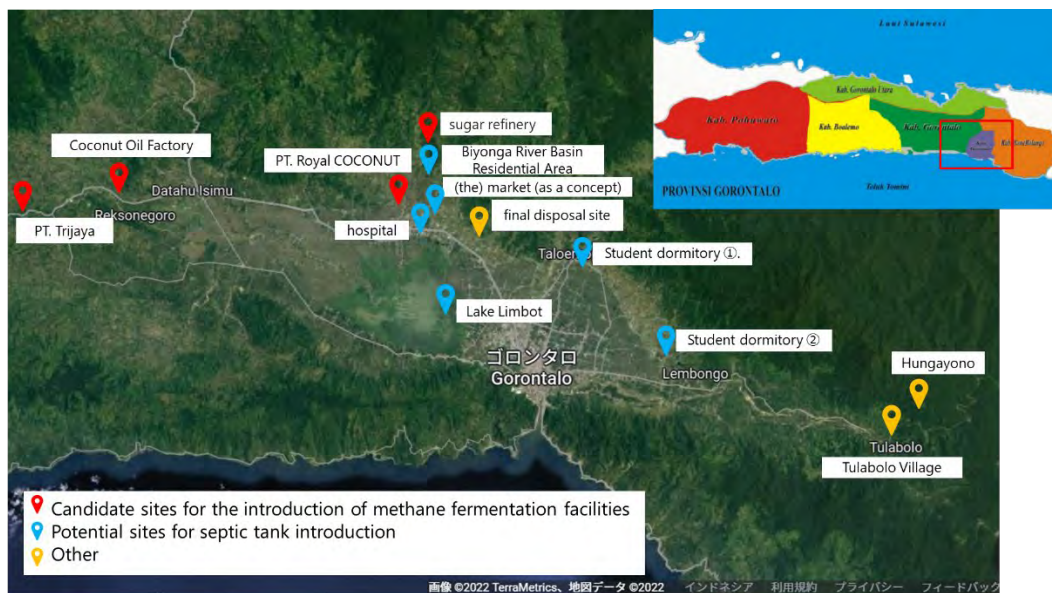 Laut Sulawesi
Kab. Gorontalo Utara
Kab. Pohuwato
Kab. Boalemo
Kab. Gorontalo
Kab. Bone Bolango
PROVINSI GORONTALO
Teluk Tomini
sugar refinery
Coconut Oil Factory
PT. Royal COCONUT
Biyonga River Basin
Residential Area
(the) market (as a concept)
Datahu Isimu
Reksonegoro
PT. Trijaya
hospital
final disposal site
Student dormitory ①.
Lake Limbot
Student dormitory ②
ゴロンタロ
Gorontalo
Lembongo
Hungayono
Tulabolo
Tulabolo Village
Candidate sites for the introduction of methane fermentation facilities
Potential sites for septic tank introduction
Other
画像 ©2022 TerraMetrics、地図データ ©2022 インドネシア 利用規約 プライバシー フィードバック